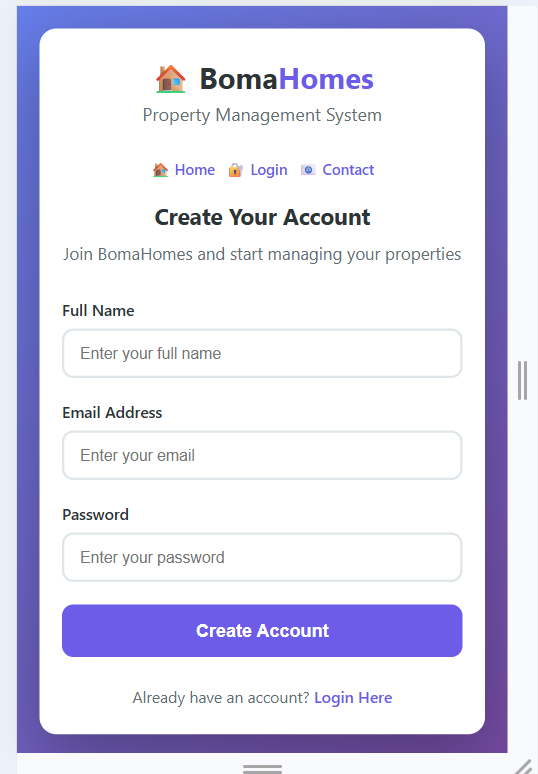 BomaHomes
Property Management System
Home Login Contact
Create Your Account
Join BomaHomes and start managing your properties
Full Name
Enter your full name
Email Address
Enter your email
Password
Enter your password
Create Account
Already have an account? Login Here